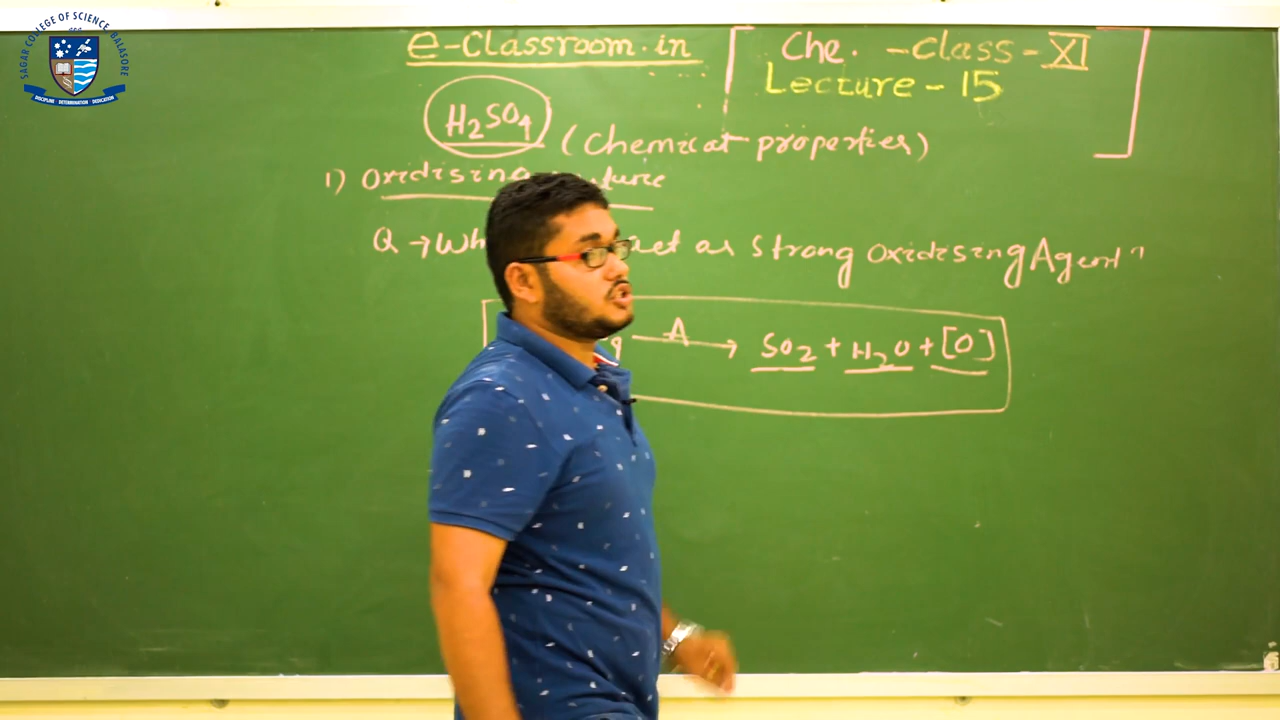 SAGAR COLLEGE OF SCIENCE, BALASORE
DISCIPLINE DETERMINATION DEDICATION
e-Classroom.in
Che. -Class-XI
Lecture-15
H2SO4 (Chemical properties)
1) Oxidising
Q → act as Strong Oxidising Agent?
Δ → SO2 + H2O + [O]